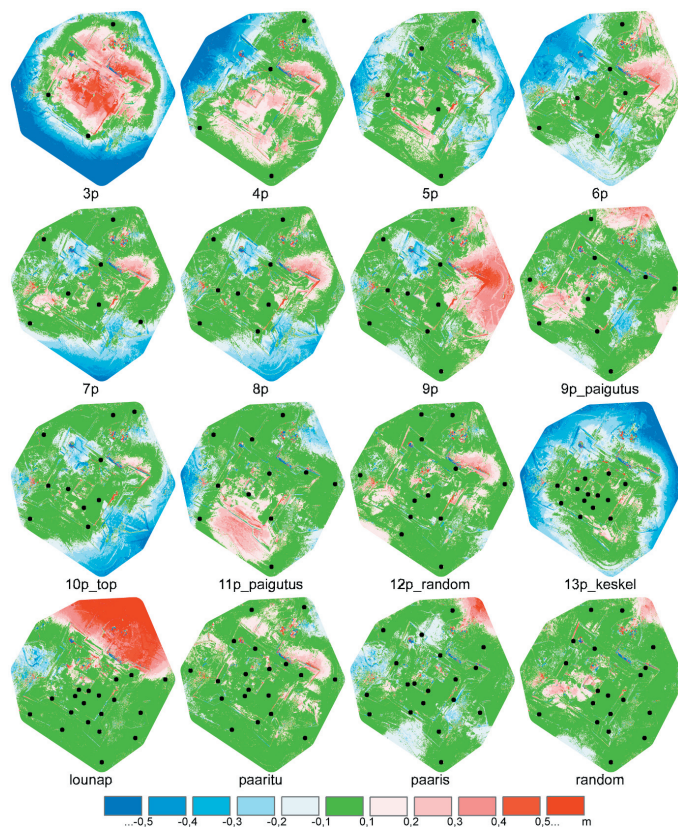 3p 4p 5p 6p
7p 8p 9p 9p_paigutus
10p_top 11p_paigutus 12p_random 13p_keskel
lounap paaritu paaris random
...-0,5 -0,4 -0,3 -0,2 -0,1 0,1 0,2 0,3 0,4 0,5... m